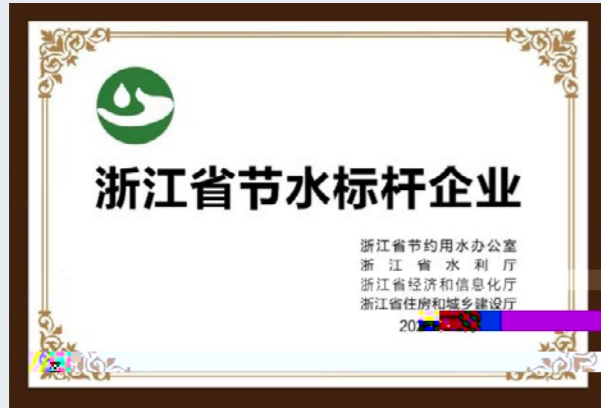 浙江省节水标杆企业
浙江省节约用水办公室
浙江省水利厅
浙江省经济和信息化厅
浙江省住房和城乡建设厅